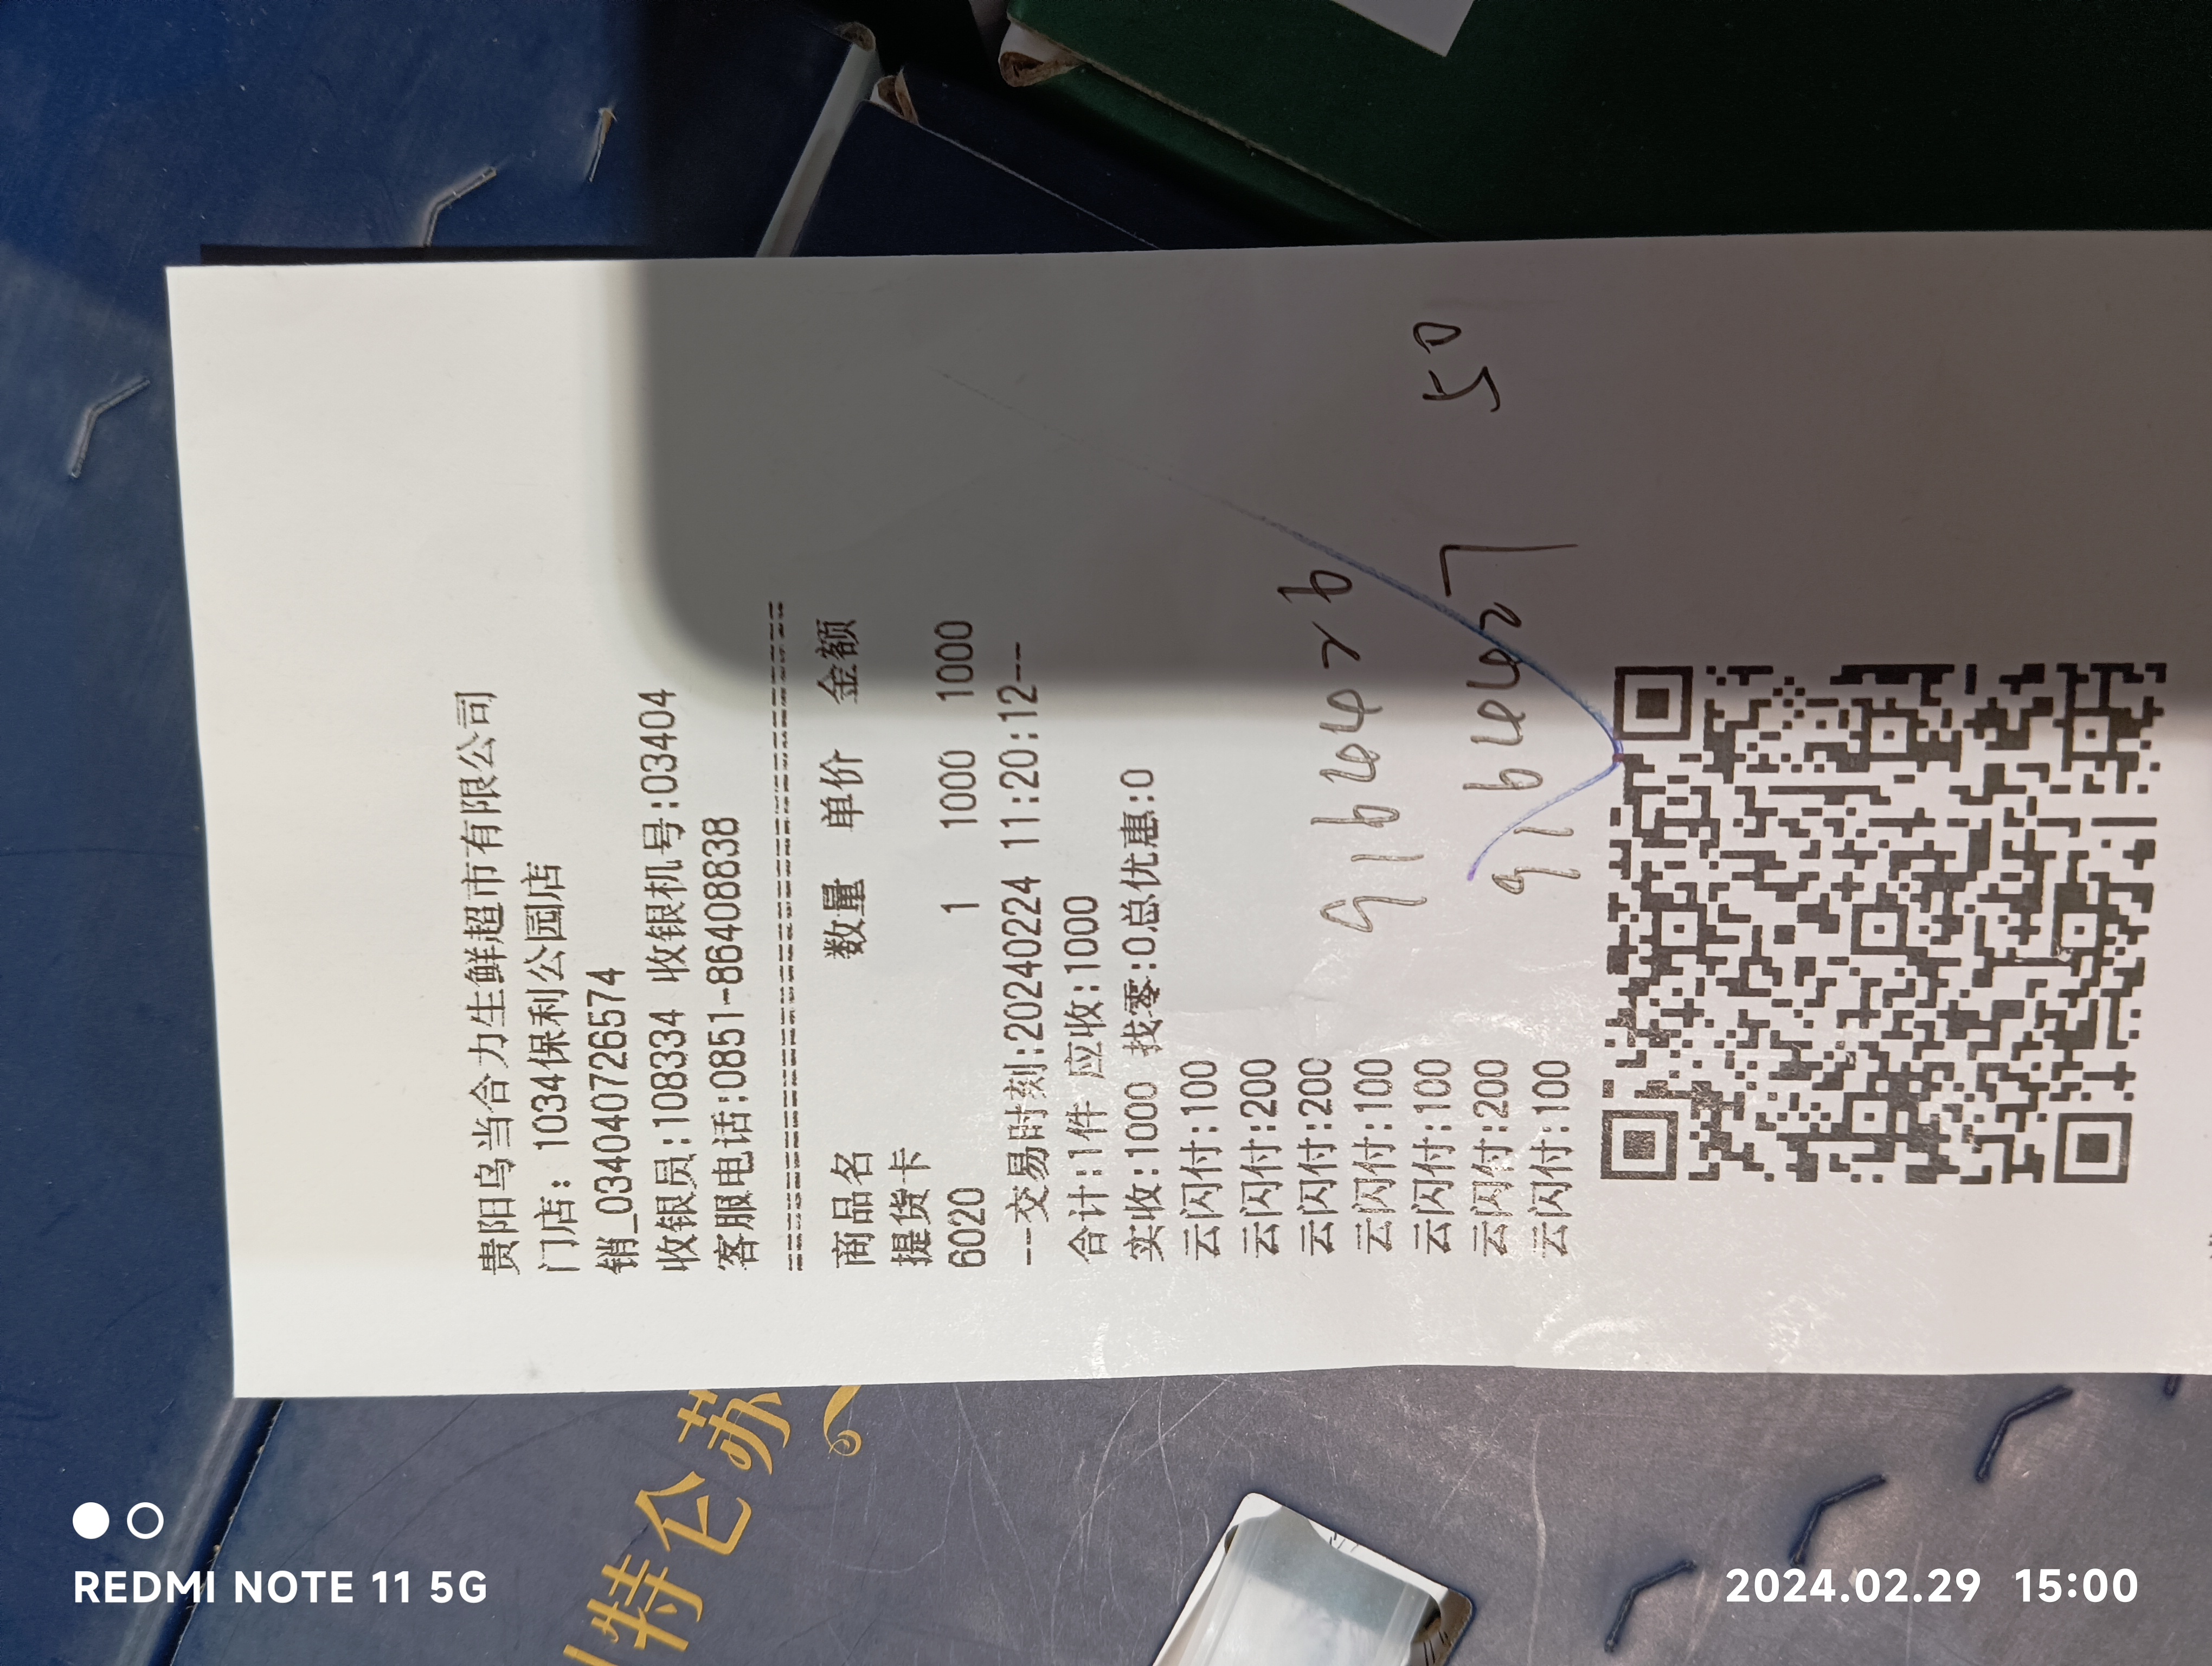 贵阳乌当合力生鲜超市有限公司
门店: 1034保利公园店
销_034040726574
收银员:108334 收银机号:03404
客服电话:0851-86408838
商品名 数量 单价 金额
提货卡
6020 1 1000 1000
--交易时刻:20240224 11:20:12--
合计:1件 应收:1000
实收:1000 找零:0总优惠:0
云闪付:100
云闪付:200
云闪付:200
云闪付:100
云闪付:100
云闪付:200
云闪付:100
50
特仑苏
REDMI NOTE 11 5G
2024.02.29 15:00